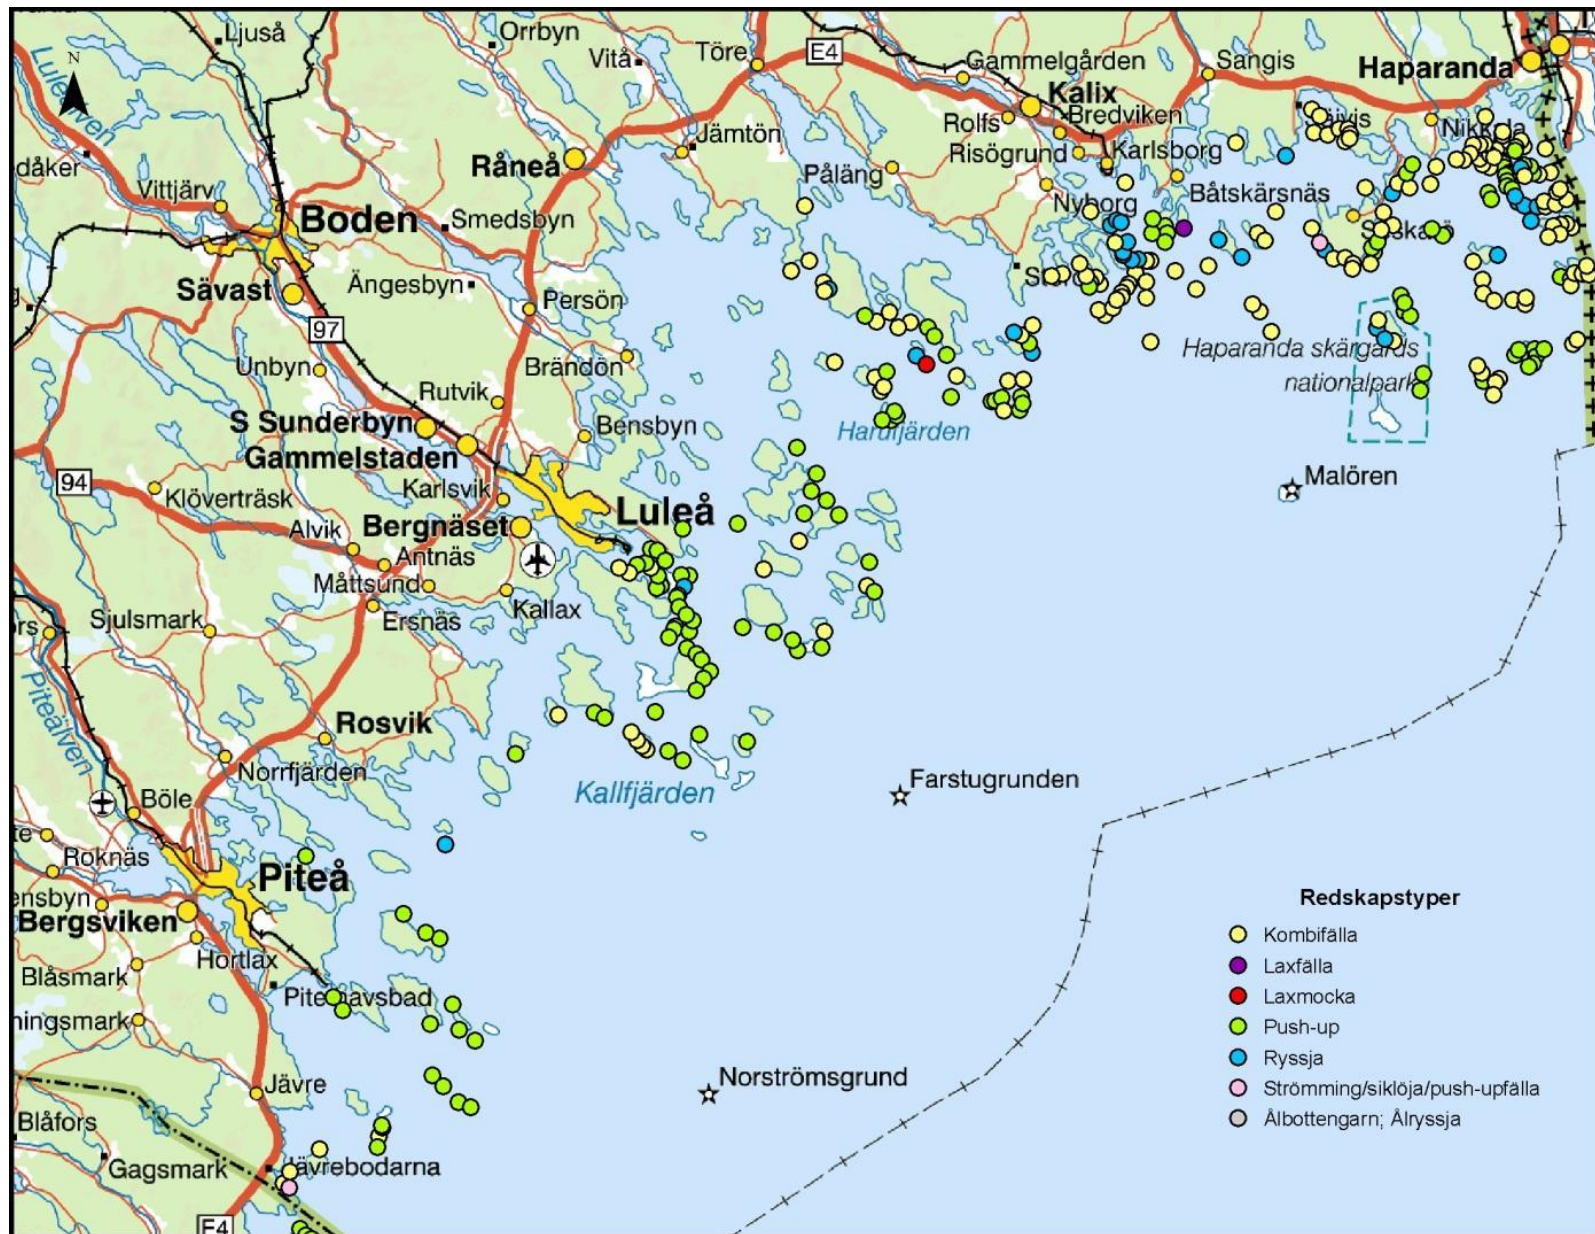 Ljuså
Orrbyn
Vitå
Töre
E4
Gammelgården
Sangis
Haparanda
N
Kalix
Bredviken
Rolfs
Risögrund
Karlsborg
Nikkala
Jämtön
Råneå
Påläng
Nyborg
Båtskärsnäs
Vittjärv
Boden
Smedsbyn
Sävast
Ängesbyn
Persön
97
Unbyn
Brändön
Haparanda skärgårds
nationalpark
Rutvik
S Sunderbyn
Bensbyn
Gammelstaden
94
Karlsvik
Klöverträsk
Malören
Luleå
Bergnäset
Alvik
Antnäs
Måttsund
Kallax
Ersnäs
Sjulsmark
Piteälven
Rosvik
Norrfjärden
Kallfjärden
Farstugrunden
Böle
Roknäs
Piteå
Bergsviken
Hortlax
Blåsmark
Redskapstyper
Kombifälla
Laxfälla
Laxmocka
Push-up
Ryssja
Strömming/siklöja/push-upfälla
Ålbottengarn; Ålryssja
Norströmsgrund
Jävre
Blåfors
Gagsmark
Jävrebodarna
E4